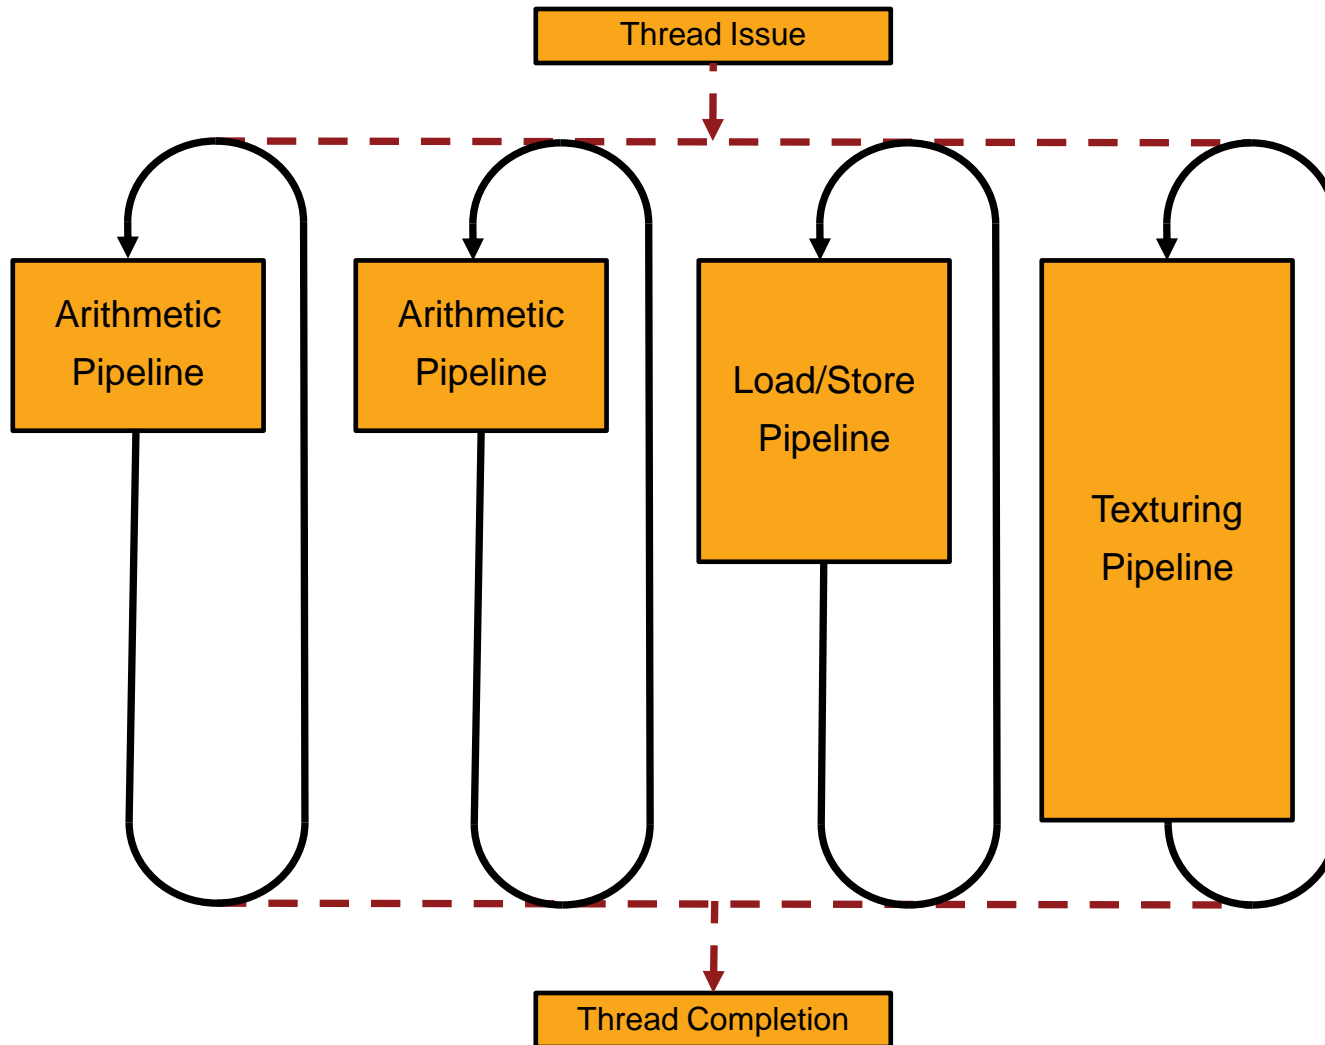 Thread Issue
Arithmetic
Pipeline
Arithmetic
Pipeline
Load/Store
Pipeline
Texturing
Pipeline
Thread Completion